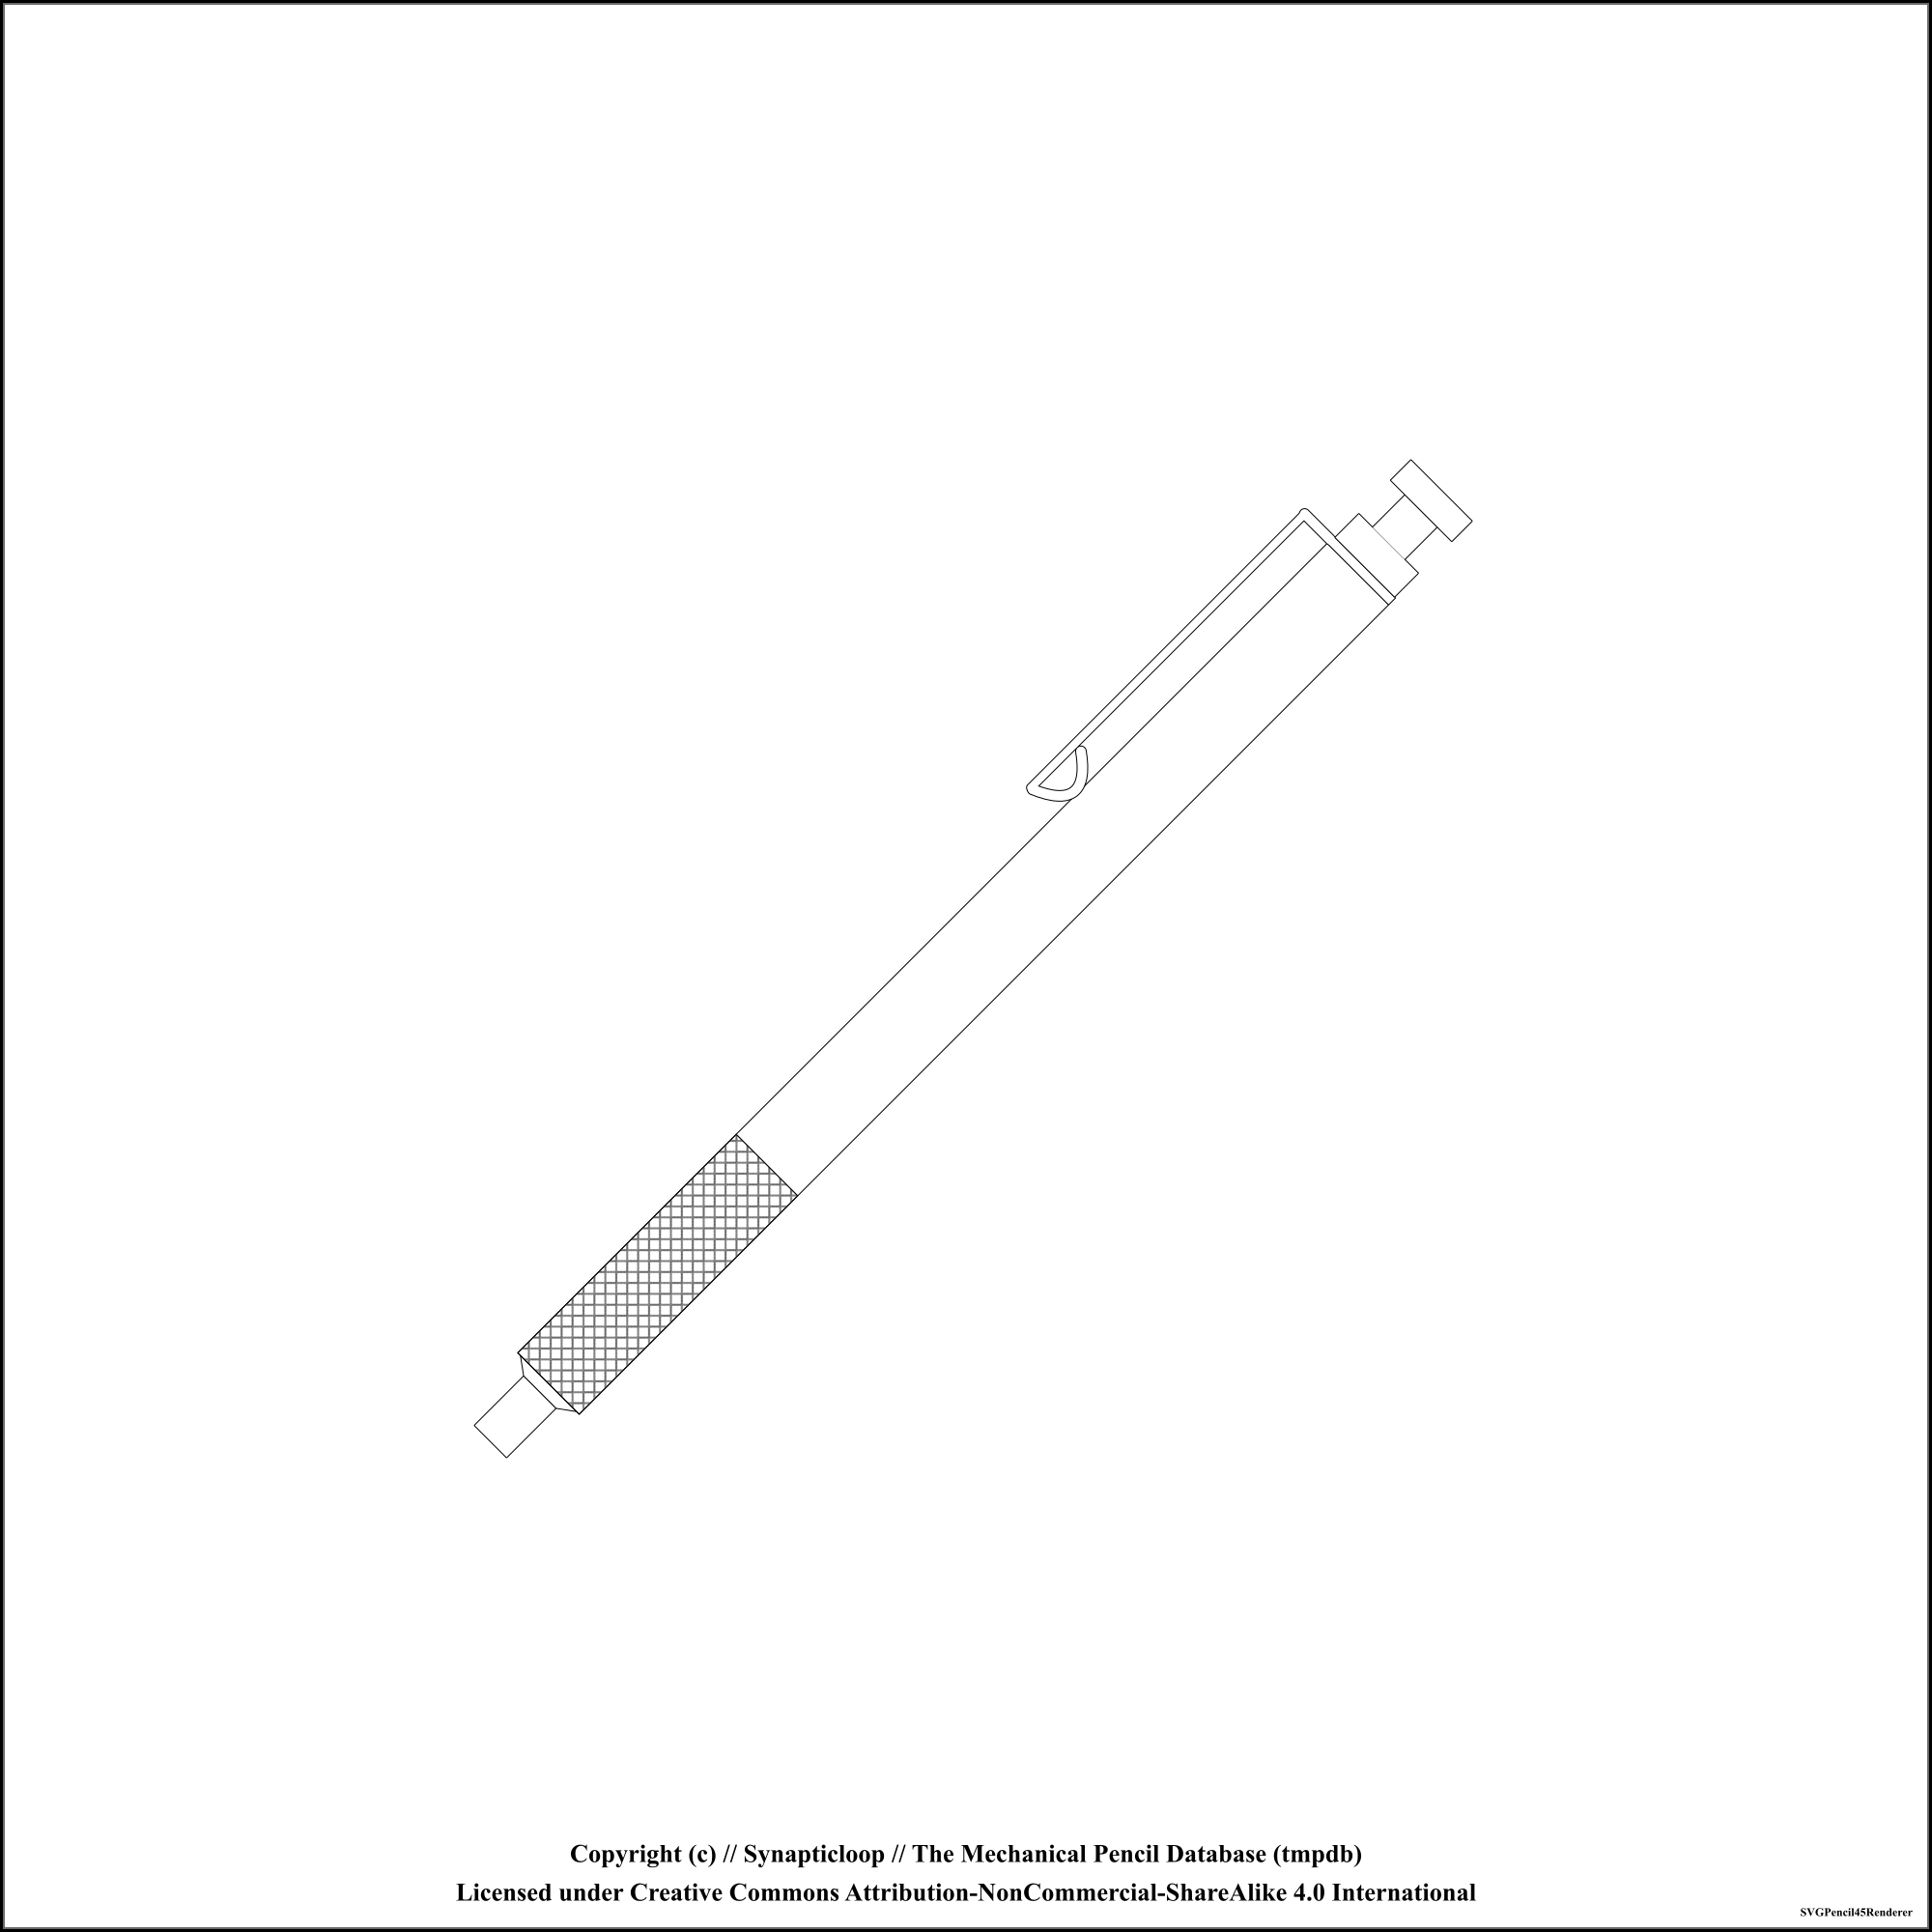 Copyright (c) // Synapticloop // The Mechanical Pencil Database (tmpdb)
Licensed under Creative Commons Attribution-NonCommercial-ShareAlike 4.0 International
SVGPencil45Renderer